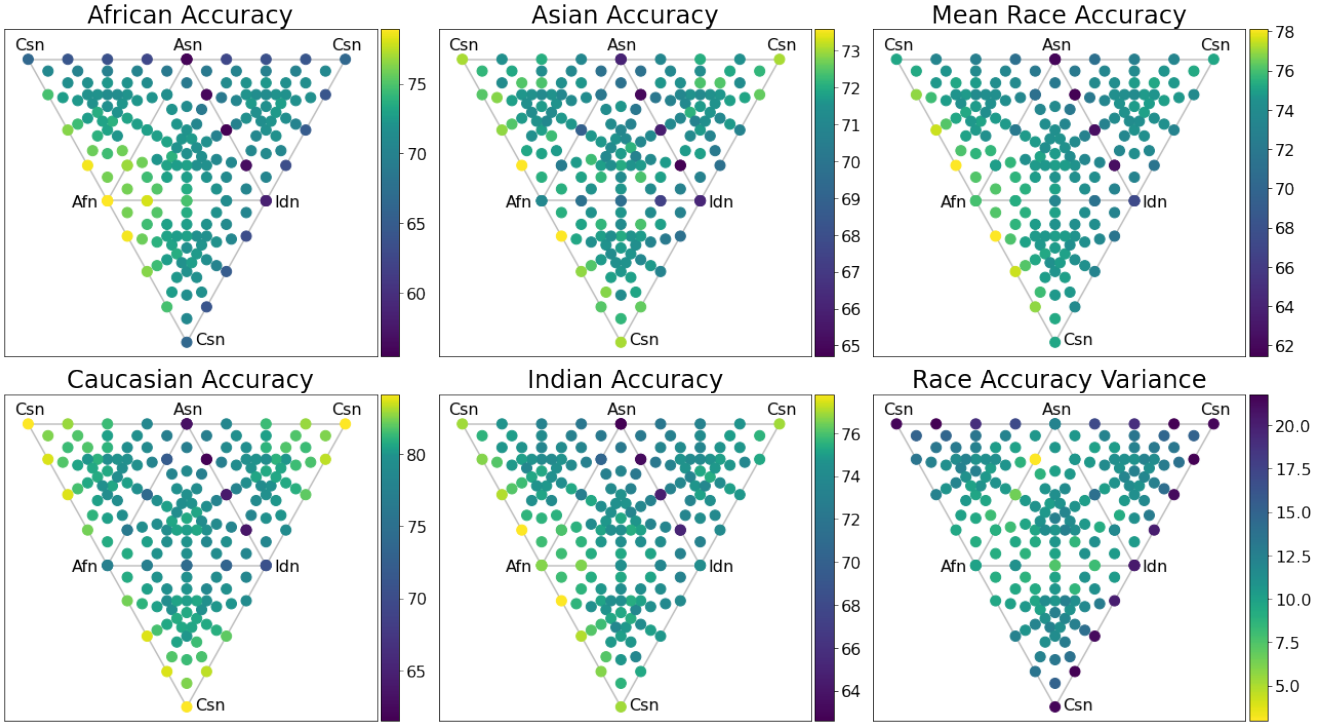 African Accuracy
Csn Asn Csn
Afn Idn
Csn
75
70
65
60
Asian Accuracy
Csn Asn Csn
Afn Idn
Csn
73
72
71
70
69
68
67
66
65
Mean Race Accuracy
Csn Asn Csn
Afn Idn
Csn
78
76
74
72
70
68
66
64
62
Caucasian Accuracy
Csn Asn Csn
Afn Idn
Csn
80
75
70
65
Indian Accuracy
Csn Asn Csn
Afn Idn
Csn
76
74
72
70
68
66
64
Race Accuracy Variance
Csn Asn Csn
Afn Idn
Csn
20.0
17.5
15.0
12.5
10.0
7.5
5.0